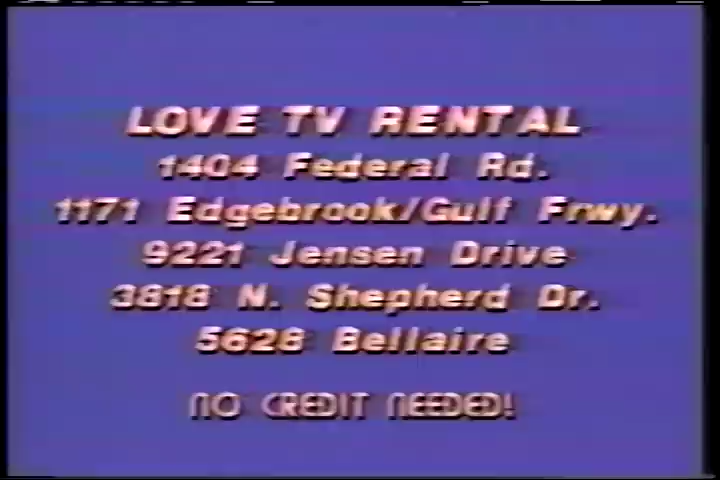 LOVE TV RENTAL
1404 Federal Rd.
1171 Edgebrook/Gulf Frwy.
9221 Jensen Drive
3818 N. Shepherd Dr.
5628 Bellaire
NO CREDIT NEEDED!